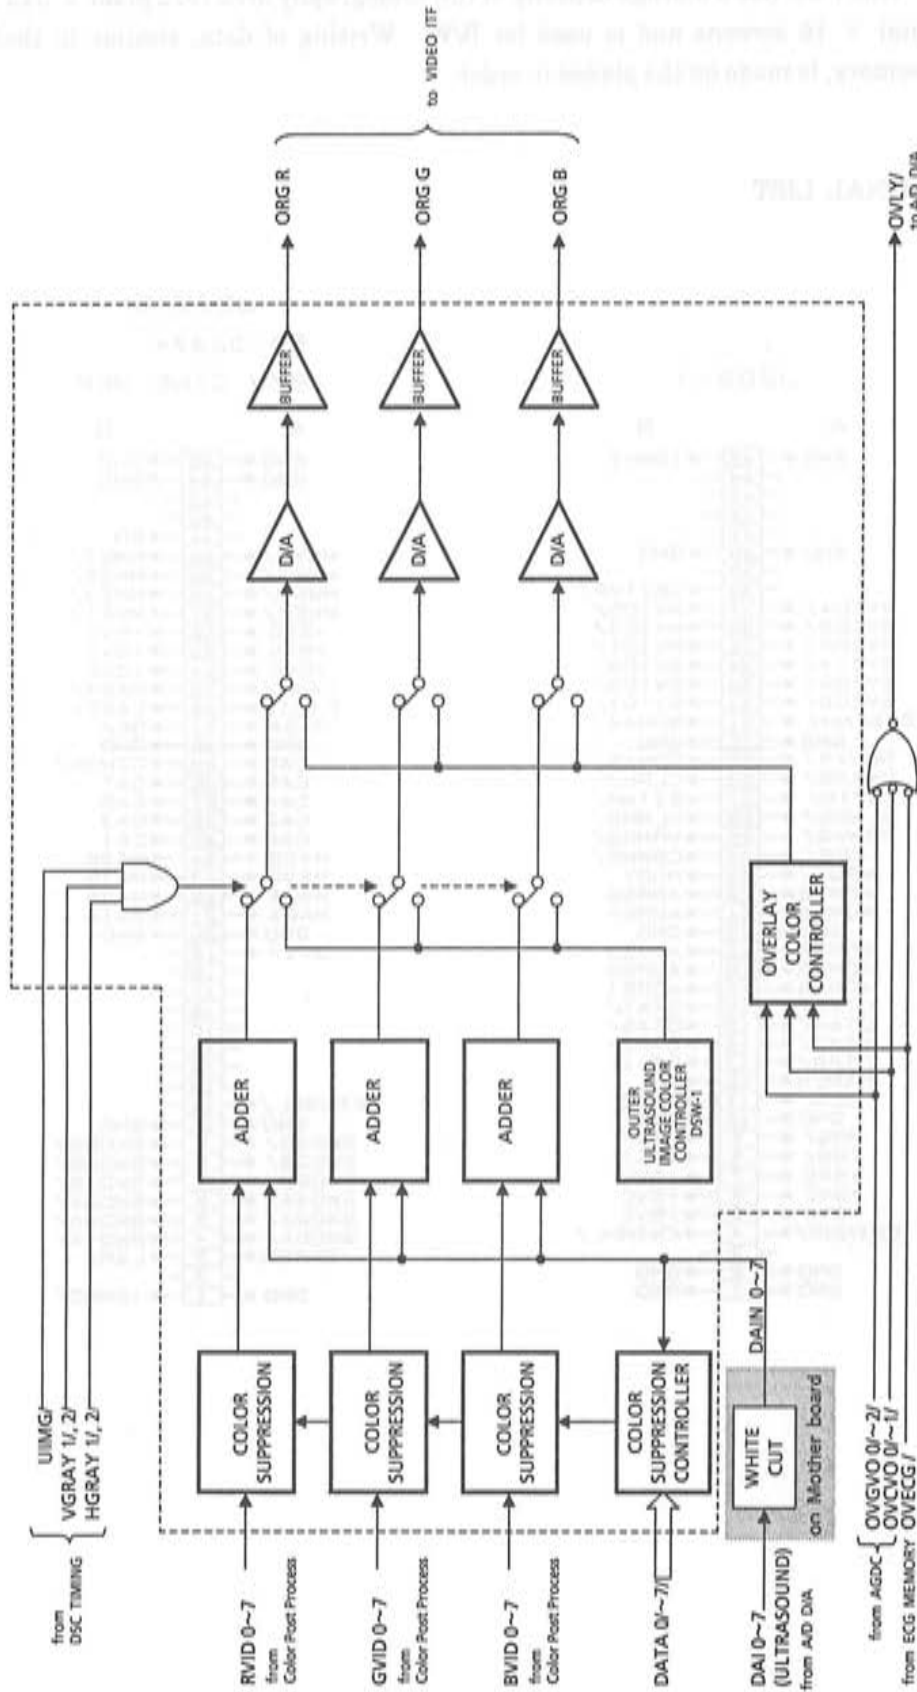 from
DSC TIMING
UIMG/
VGRAY 1/, 2/
HGRAY 1/, 2/
RVID 0~7
from
Color Post Process
GVID 0~7
from
Color Post Process
BVID 0~7
from
Color Post Process
DATA 0/~7/
DAI 0~7
(ULTRASOUND)
from A/D D/A
from AGDC
OVGVO 0/~2/
OVCVO 0/~1/
from ECG MEMORY OVECG /
COLOR
SUPPRESSION
COLOR
SUPPRESSION
COLOR
SUPPRESSION
COLOR
SUPPRESSION
CONTROLLER
WHITE
CUT
on Mother board
DAIN 0~7
ADDER
ADDER
ADDER
OUTER
ULTRASOUND
IMAGE COLOR
CONTROLLER
DSW-1
OVERLAY
COLOR
CONTROLLER
D/A
D/A
D/A
BUFFER
BUFFER
BUFFER
ORG R
ORG G
ORG B
to VIDEO I/F
OVLY/
to A/D D/A